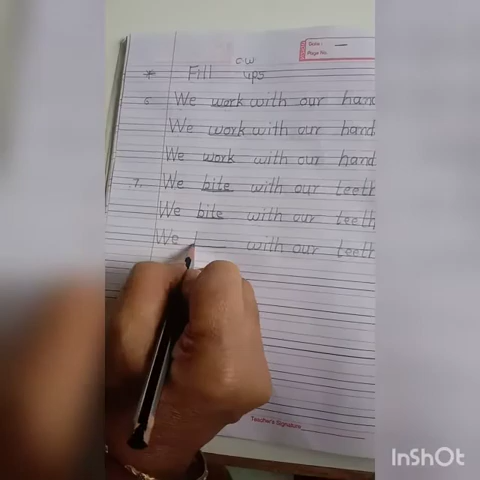 c w
Date :
Page No.
* Fill ups
6. We work with our hand
We work with our hand
We work with our hand
7. We bite with our teeth
We bite with our teeth
We with our teeth
Teacher's Signature
InShOt